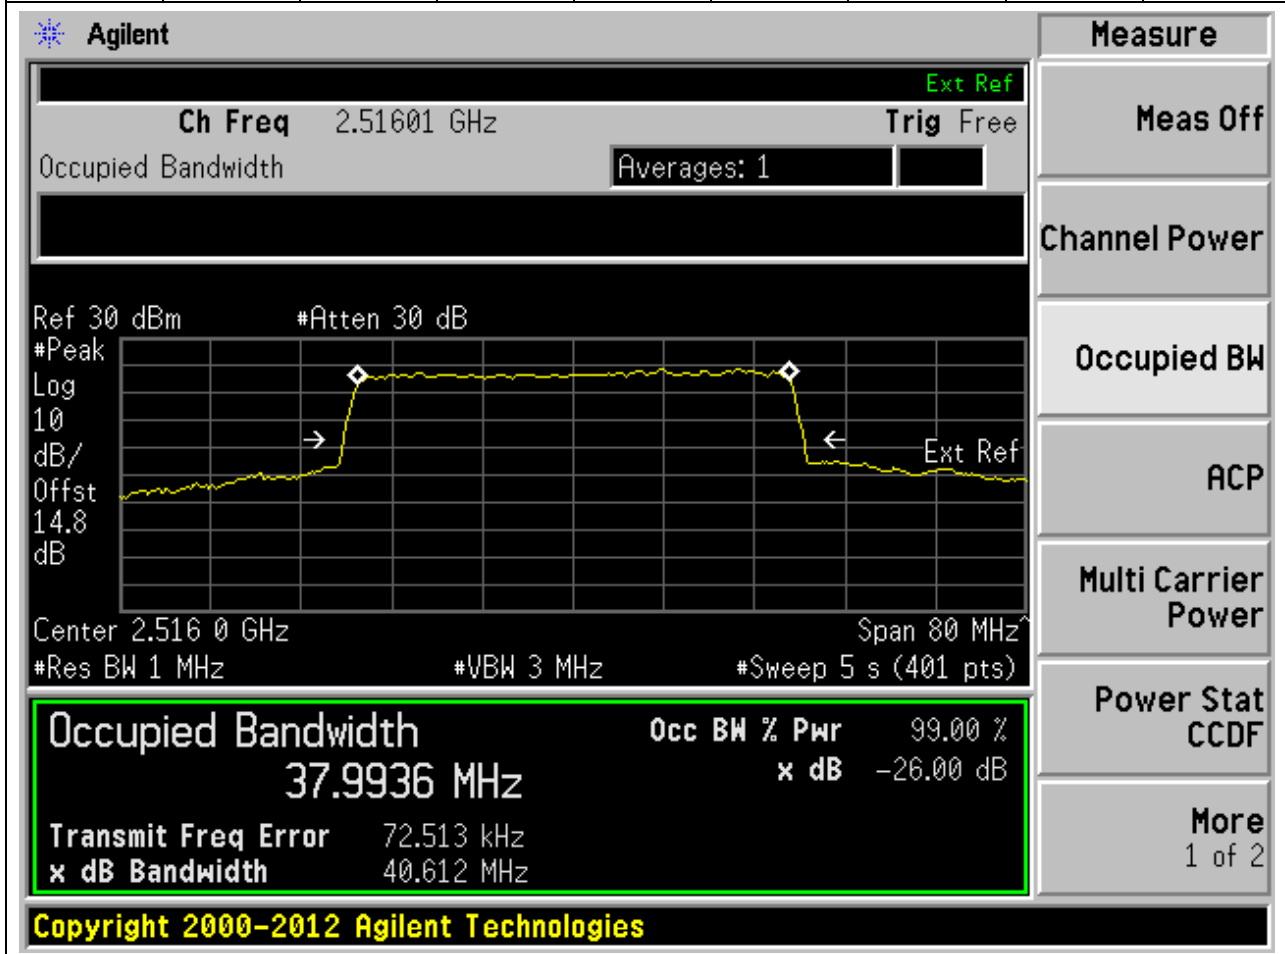 Agilent
Measure
Ext Ref
Ch Freq 2.51601 GHz Trig Free
Meas Off
Occupied Bandwidth Averages: 1
Channel Power
Ref 30 dBm #Atten 30 dB
#Peak
Log
10
dB/
Offst
14.8
dB
Ext Ref
Occupied BW
ACP
Center 2.516 0 GHz Span 80 MHz^
#Res BW 1 MHz #VBW 3 MHz #Sweep 5 s (401 pts)
Multi Carrier
Power
Occupied Bandwidth Occ BW % Pwr 99.00 %
37.9936 MHz x dB -26.00 dB
Transmit Freq Error 72.513 kHz
x dB Bandwidth 40.612 MHz
Power Stat
CCDF
More
1 of 2
Copyright 2000-2012 Agilent Technologies